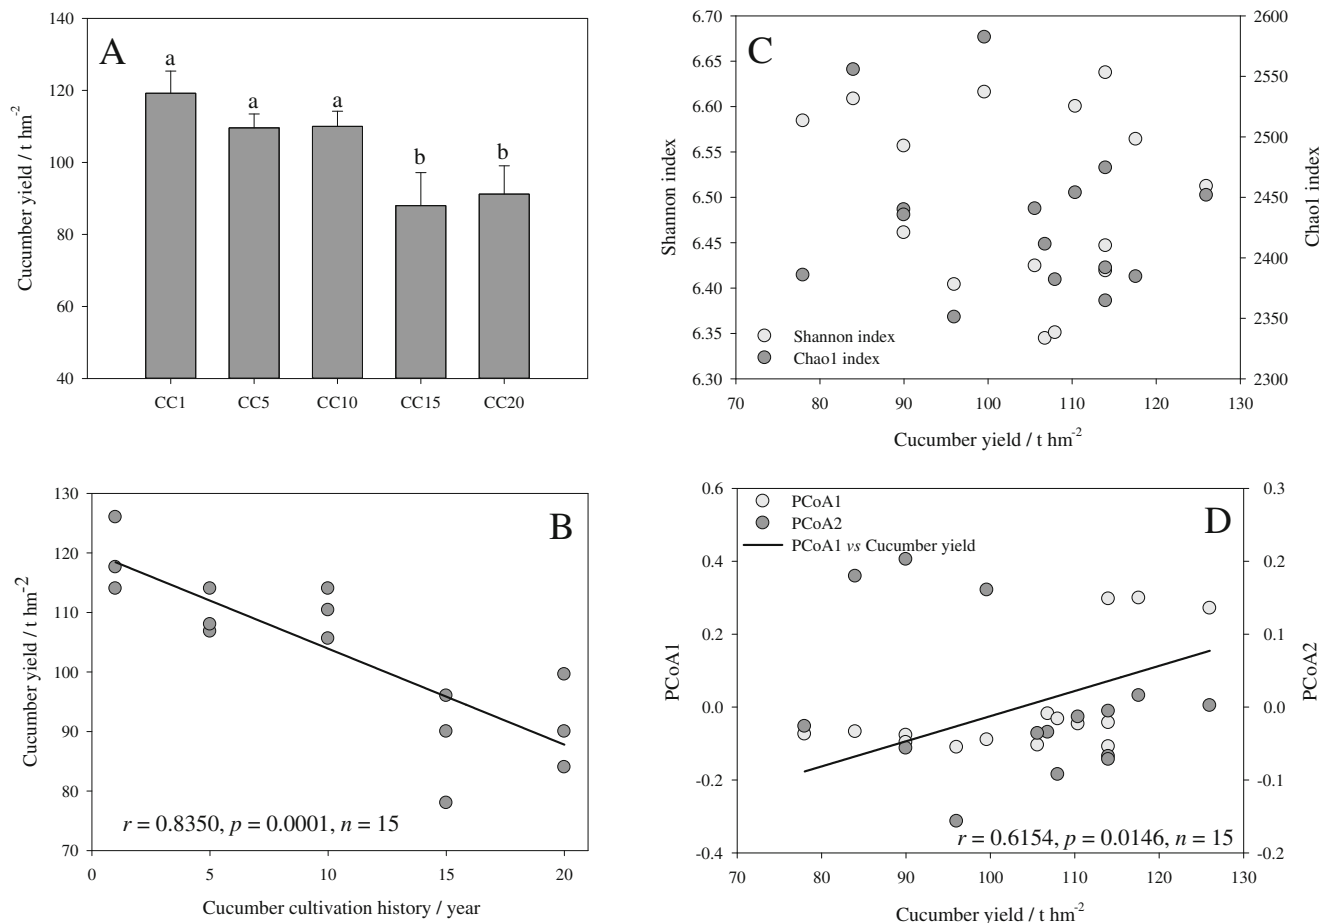 A
140
120
100
80
60
40
Cucumber yield / t hm-2
a
a
a
b
b
CC1 CC5 CC10 CC15 CC20
C
6.70
6.65
6.60
6.55
6.50
6.45
6.40
6.35
6.30
Shannon index
2600
2550
2500
2450
2400
2350
2300
Chao1 index
Shannon index
Chao1 index
70 80 90 100 110 120 130
Cucumber yield / t hm-2
B
130
120
110
100
90
80
70
Cucumber yield / t hm-2
r = 0.8350, p = 0.0001, n = 15
0 5 10 15 20
Cucumber cultivation history / year
D
0.6
0.4
0.2
0.0
-0.2
-0.4
PCoA1
0.3
0.2
0.1
0.0
-0.1
-0.2
PCoA2
PCoA1
PCoA2
PCoA1 vs Cucumber yield
r = 0.6154, p = 0.0146, n = 15
70 80 90 100 110 120 130
Cucumber yield / t hm-2